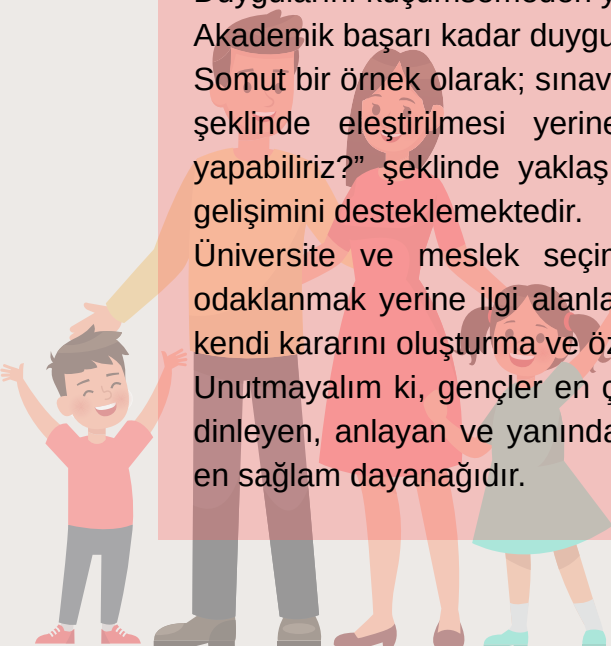 Akademik başarı kadar duygu
Somut bir örnek olarak; sınav
şeklinde eleştirilmesi yerine
yapabiliriz?” şeklinde yaklaş
gelişimini desteklemektedir.
Üniversite ve meslek seçim
odaklanmak yerine ilgi alanla
kendi kararını oluşturma ve öz
Unutmayalım ki, gençler en ç
dinleyen, anlayan ve yanında
en sağlam dayanağıdır.